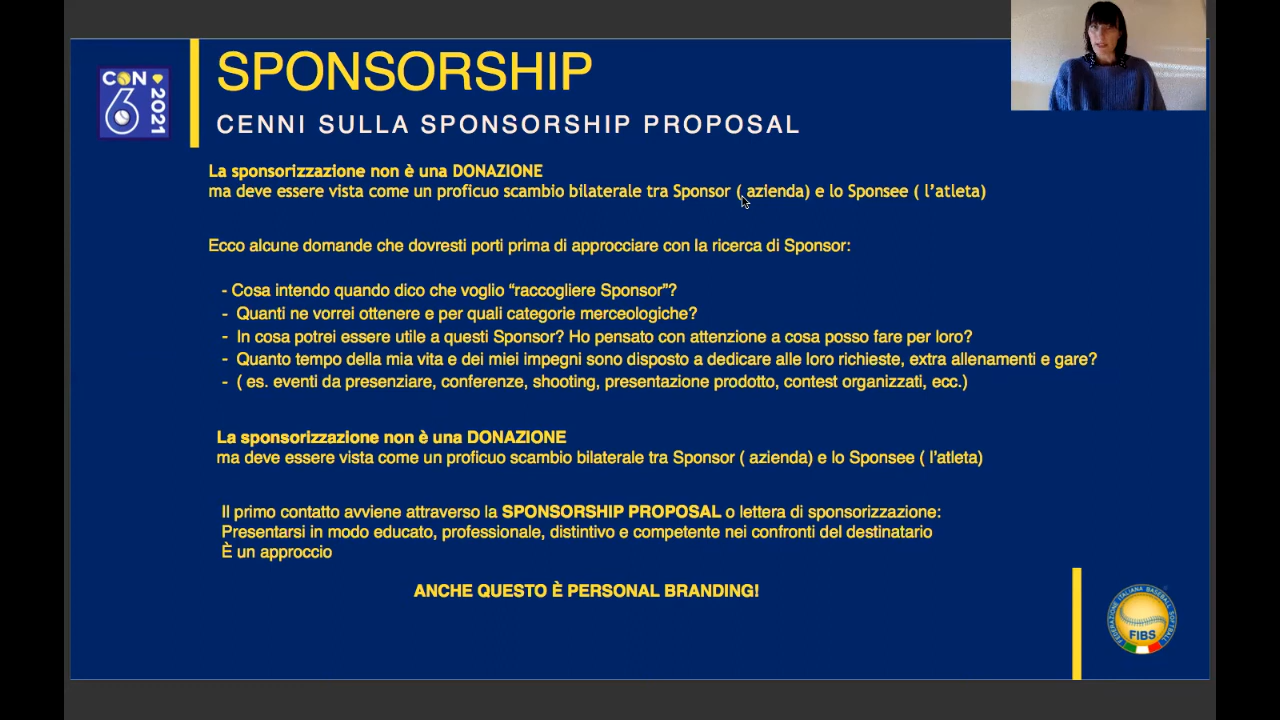 CON
6
2021
SPONSORSHIP
CENNI SULLA SPONSORSHIP PROPOSAL
La sponsorizzazione non è una DONAZIONE
ma deve essere vista come un proficuo scambio bilaterale tra Sponsor ( azienda) e lo Sponsee ( l’atleta)
Ecco alcune domande che dovresti porti prima di approcciare con la ricerca di Sponsor:
- Cosa intendo quando dico che voglio “raccogliere Sponsor”?
- Quanti ne vorrei ottenere e per quali categorie merceologiche?
- In cosa potrei essere utile a questi Sponsor? Ho pensato con attenzione a cosa posso fare per loro?
- Quanto tempo della mia vita e dei miei impegni sono disposto a dedicare alle loro richieste, extra allenamenti e gare?
- ( es. eventi da presenziare, conferenze, shooting, presentazione prodotto, contest organizzati, ecc.)
La sponsorizzazione non è una DONAZIONE
ma deve essere vista come un proficuo scambio bilaterale tra Sponsor ( azienda) e lo Sponsee ( l’atleta)
Il primo contatto avviene attraverso la SPONSORSHIP PROPOSAL o lettera di sponsorizzazione:
Presentarsi in modo educato, professionale, distintivo e competente nei confronti del destinatario
È un approccio
ANCHE QUESTO È PERSONAL BRANDING!
FEDERAZIONE ITALIANA BASEBALL SOFTBALL
FIBS